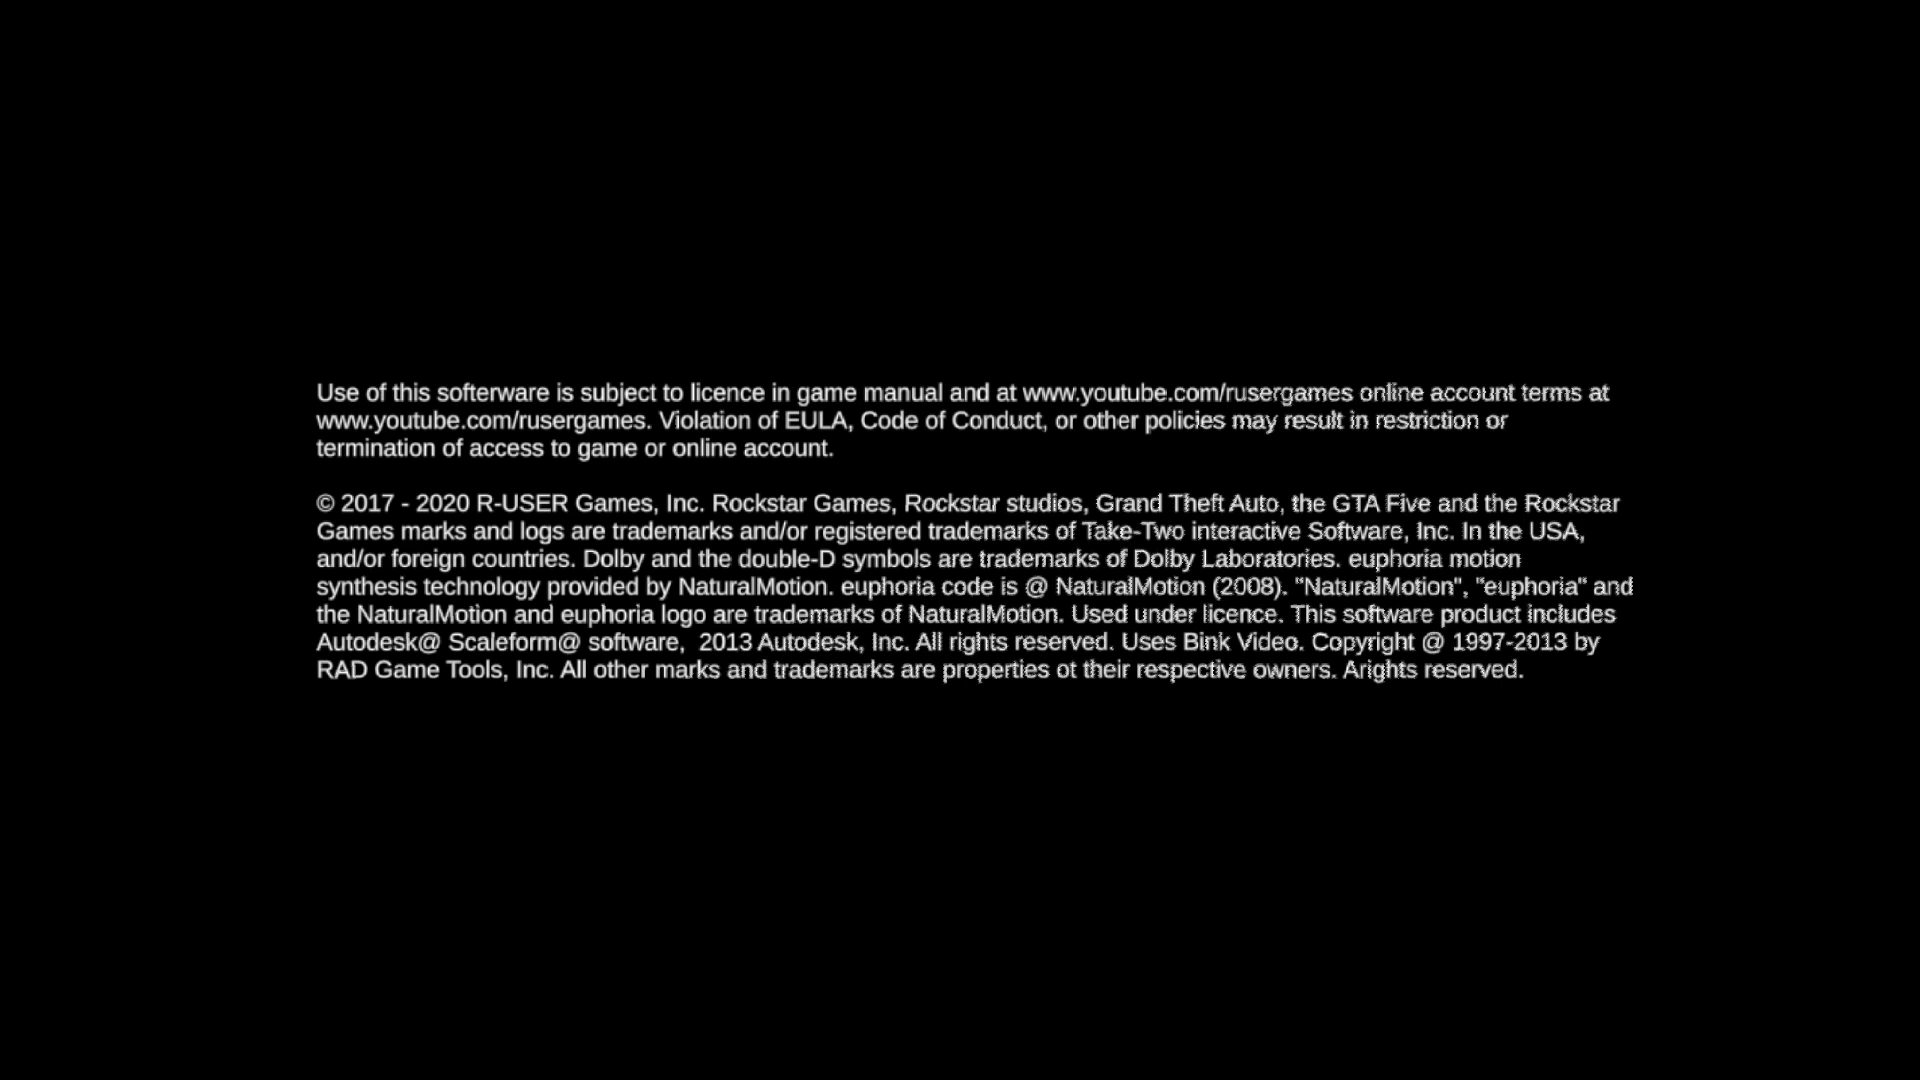 Use of this softerware is subject to licence in game manual and at www.youtube.com/rusergames online account terms at
www.youtube.com/rusergames. Violation of EULA, Code of Conduct, or other policies may result in restriction or
termination of access to game or online account.
© 2017 - 2020 R-USER Games, Inc. Rockstar Games, Rockstar studios, Grand Theft Auto, the GTA Five and the Rockstar
Games marks and logs are trademarks and/or registered trademarks of Take-Two interactive Software, Inc. In the USA,
and/or foreign countries. Dolby and the double-D symbols are trademarks of Dolby Laboratories. euphoria motion
synthesis technology provided by NaturalMotion. euphoria code is @ NaturalMotion (2008). "NaturalMotion", "euphoria" and
the NaturalMotion and euphoria logo are trademarks of NaturalMotion. Used under licence. This software product includes
Autodesk@ Scaleform@ software,  2013 Autodesk, Inc. All rights reserved. Uses Bink Video. Copyright @ 1997-2013 by
RAD Game Tools, Inc. All other marks and trademarks are properties ot their respective owners. Arights reserved.